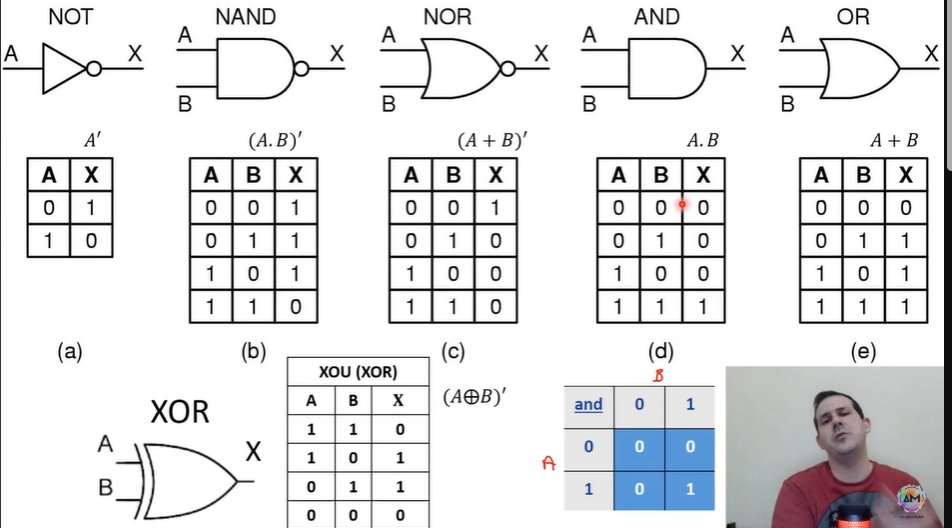 NOT NAND NOR AND OR
A X A X A X A X A X
B B B B
A′ (A.B)′ (A + B)′ A.B A + B
A X A B X A B X A B X A B X
0 1 0 0 1 0 0 1 0 0 0 0 0 0
1 0 0 1 1 0 1 0 0 1 0 0 1 1
1 0 1 1 0 0 1 0 0 1 0 1
1 1 0 1 1 0 1 1 1 1 1 1
(a) (b) (c) (d) (e)
XOR
A X
B
XOU (XOR)
A B X
1 1 0
1 0 1
0 1 1
0 0 0
(A⊕B)′
B
and 0 1
A
0 0 0
1 0 1
AM